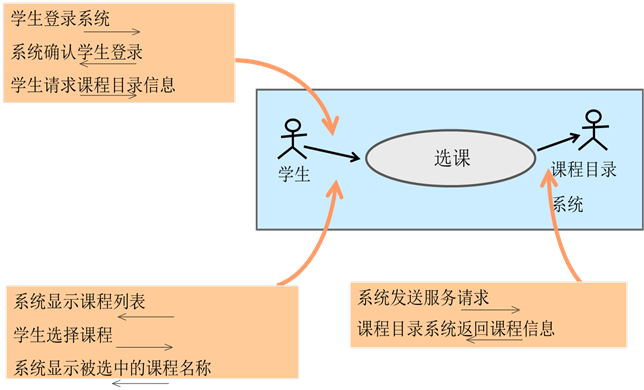 学生登录系统
系统确认学生登录
学生请求课程目录信息
选课
学生
课程目录
系统
系统显示课程列表
学生选择课程
系统显示被选中的课程名称
系统发送服务请求
课程目录系统返回课程信息